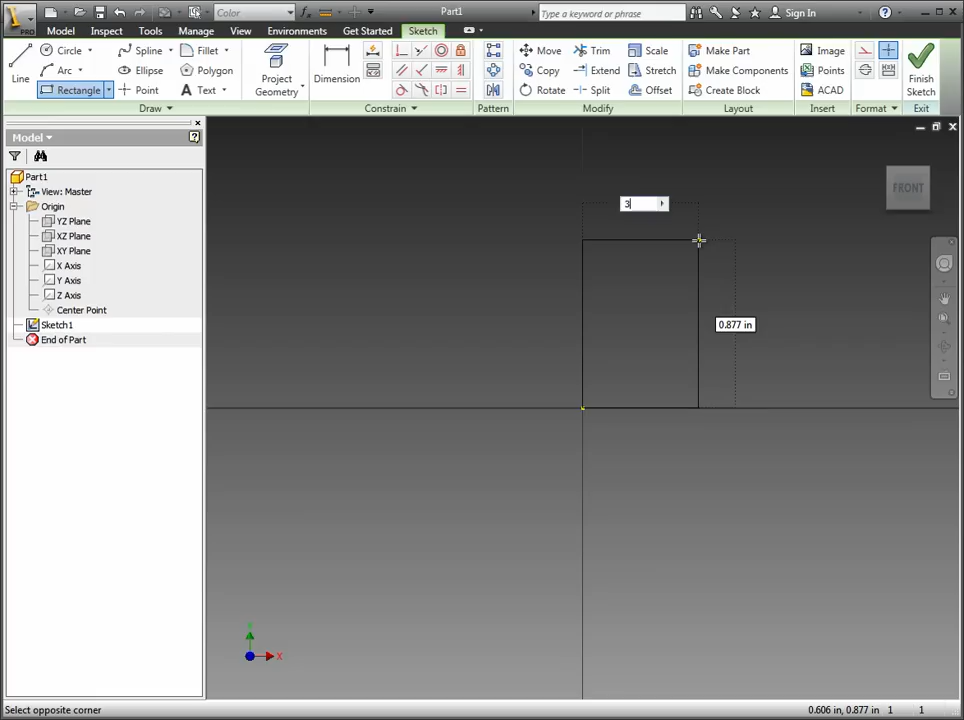 PRO
Color
Part1
Type a keyword or phrase
Sign In
Model Inspect Tools Manage View Environments Get Started Sketch
Line
Circle
Arc
Rectangle
Spline
Ellipse
Point
Fillet
Polygon
Text
Project
Geometry
Dimension
Move
Copy
Rotate
Trim
Extend
Split
Scale
Stretch
Offset
Make Part
Make Components
Create Block
Image
Points
ACAD
Finish
Sketch
Draw Constrain Pattern Modify Layout Insert Format Exit
Model
Part1
View: Master
Origin
YZ Plane
XZ Plane
XY Plane
X Axis
Y Axis
Z Axis
Center Point
Sketch1
End of Part
FRONT
3
0.877 in
X
Select opposite corner
0.606 in, 0.877 in 1 1